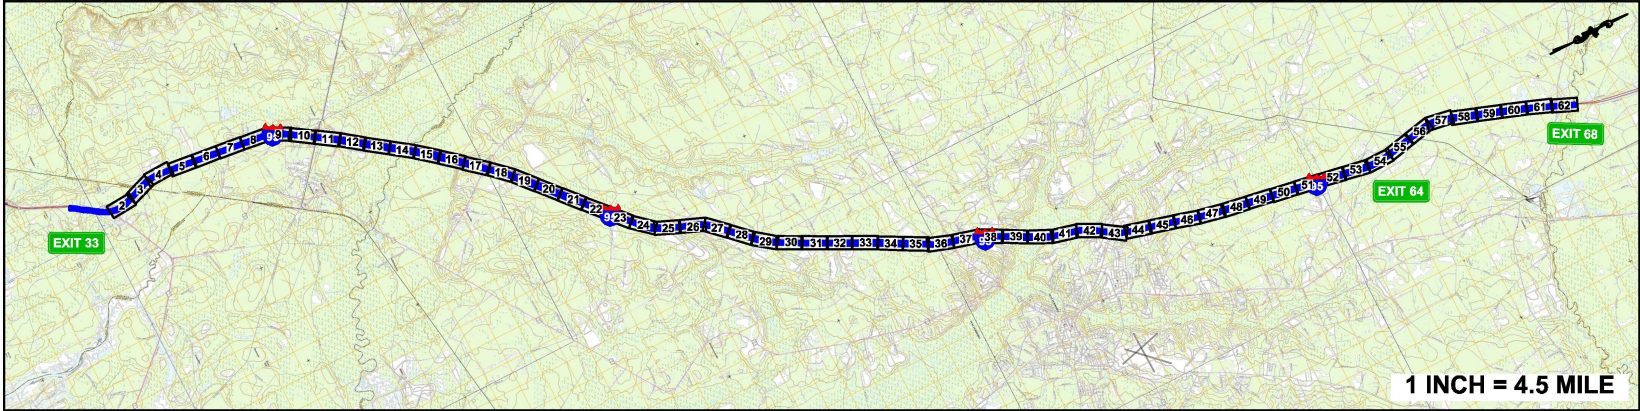 EXIT 33
2 3 4 5 6 7 8 9 10 11 12 13 14 15 16 17 18 19 20 21 22 23 24 25 26 27 28 29 30 31 32 33 34 35 36 37 38 39 40 41 42 43 44 45 46 47 48 49 50 51 52 53 54 55 56 57 58 59 60 61 62
EXIT 64
EXIT 68
1 INCH = 4.5 MILE